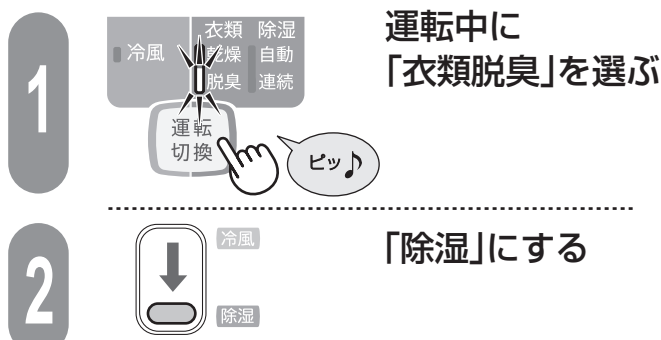 1
運転中に
「衣類脱臭」を選ぶ
衣類 除湿
冷風 乾燥 自動
脱臭 連続
運転
切換
ピッ♪
2
「除湿」にする
冷風
除湿